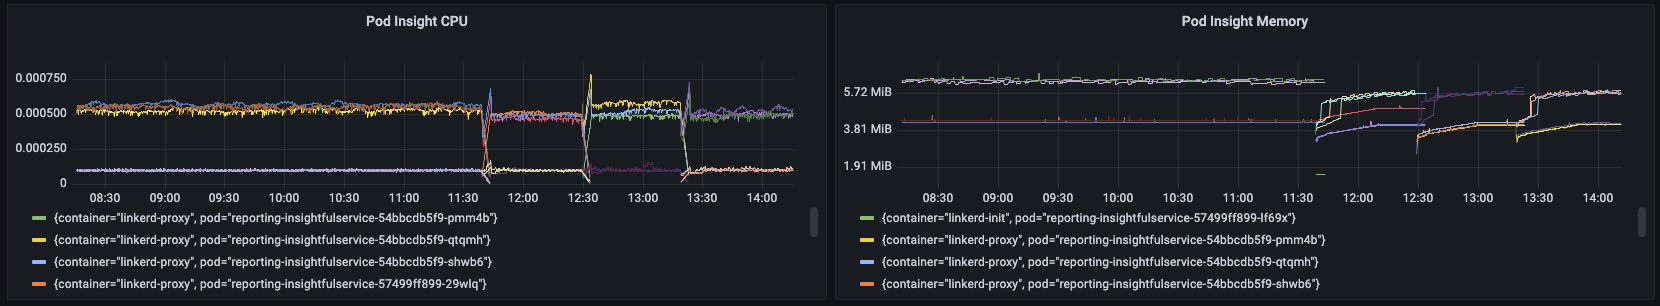 Pod Insight CPU
0.000750
0.000500
0.000250
0
08:30 09:00 09:30 10:00 10:30 11:00 11:30 12:00 12:30 13:00 13:30 14:00
{container="linkerd-proxy", pod="reporting-insightfulservice-54bbcdb5f9-pmm4b"}
{container="linkerd-proxy", pod="reporting-insightfulservice-54bbcdb5f9-qtqmh"}
{container="linkerd-proxy", pod="reporting-insightfulservice-54bbcdb5f9-shwb6"}
{container="linkerd-proxy", pod="reporting-insightfulservice-57499ff899-29wlq"}
Pod Insight Memory
5.72 MiB
3.81 MiB
1.91 MiB
08:30 09:00 09:30 10:00 10:30 11:00 11:30 12:00 12:30 13:00 13:30 14:00
{container="linkerd-init", pod="reporting-insightfulservice-57499ff899-lf69x"}
{container="linkerd-proxy", pod="reporting-insightfulservice-54bbcdb5f9-pmm4b"}
{container="linkerd-proxy", pod="reporting-insightfulservice-54bbcdb5f9-qtqmh"}
{container="linkerd-proxy", pod="reporting-insightfulservice-54bbcdb5f9-shwb6"}